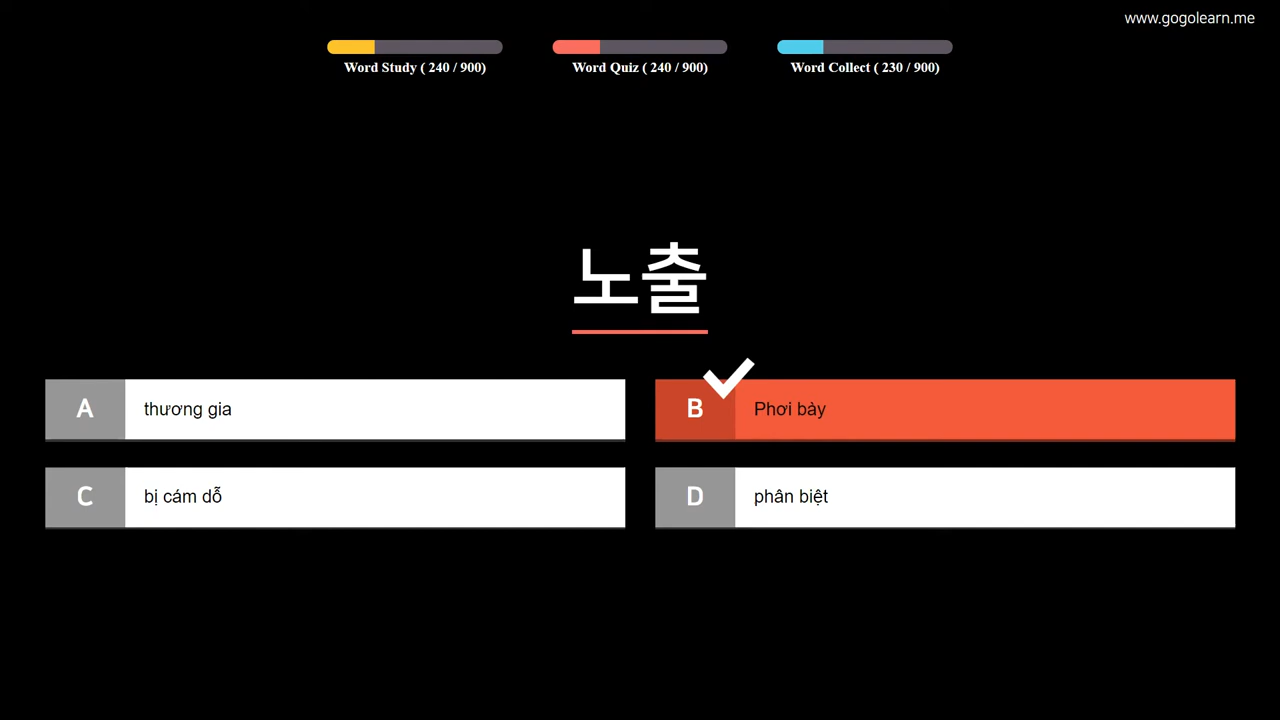 www.gogolearn.me
Word Study ( 240 / 900)
Word Quiz ( 240 / 900)
Word Collect ( 230 / 900)
노출
A thương gia
B Phơi bày
C bị cám dỗ
D phân biệt